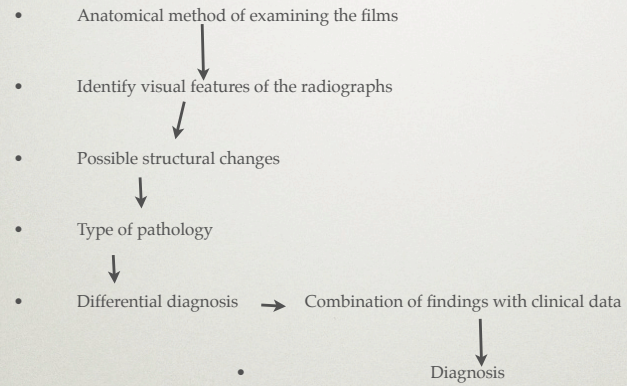 • Anatomical method of examining the films
• Identify visual features of the radiographs
• Possible structural changes
• Type of pathology
• Differential diagnosis Combination of findings with clinical data
• Diagnosis